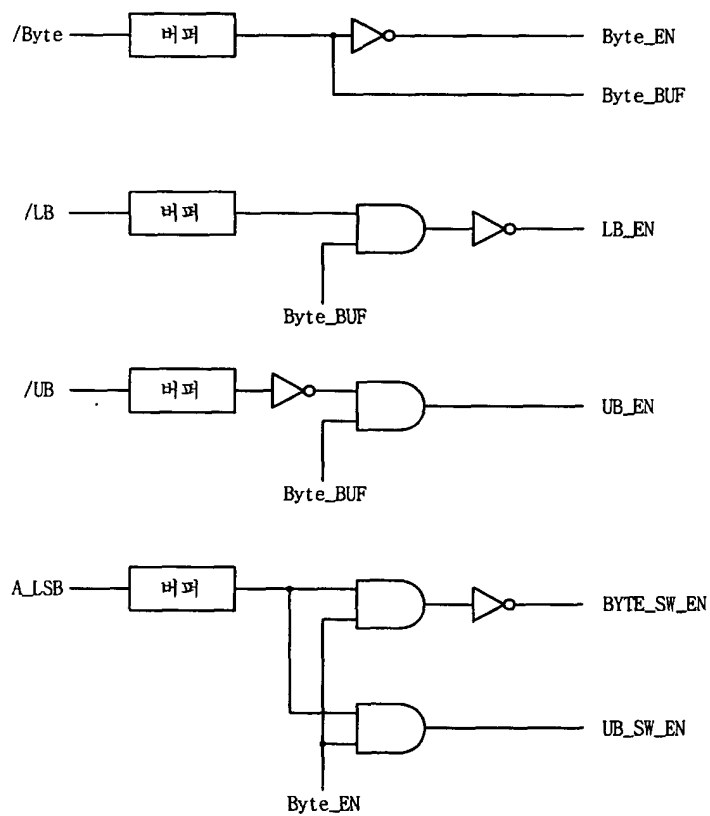 /Byte 버퍼 Byte_EN
Byte_BUF
/LB 버퍼 LB_EN
Byte_BUF
/UB 버퍼 UB_EN
Byte_BUF
A_LSB 버퍼 BYTE_SW_EN
UB_SW_EN
Byte_EN